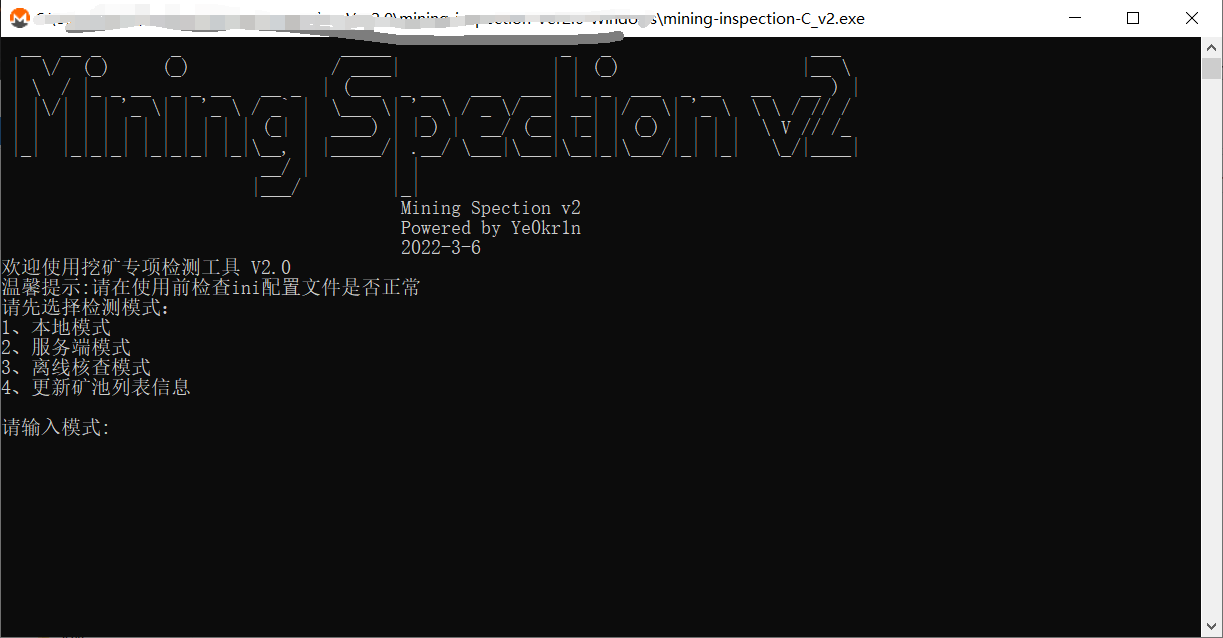 \mining-inspection-C_v2.exe
Mining Spection v2
Mining Spection v2
Powered by Ye0kr1n
2022-3-6
欢迎使用挖矿专项检测工具 V2.0
温馨提示:请在使用前检查ini配置文件是否正常
请先选择检测模式:
1、本地模式
2、服务端模式
3、离线核查模式
4、更新矿池列表信息
请输入模式: